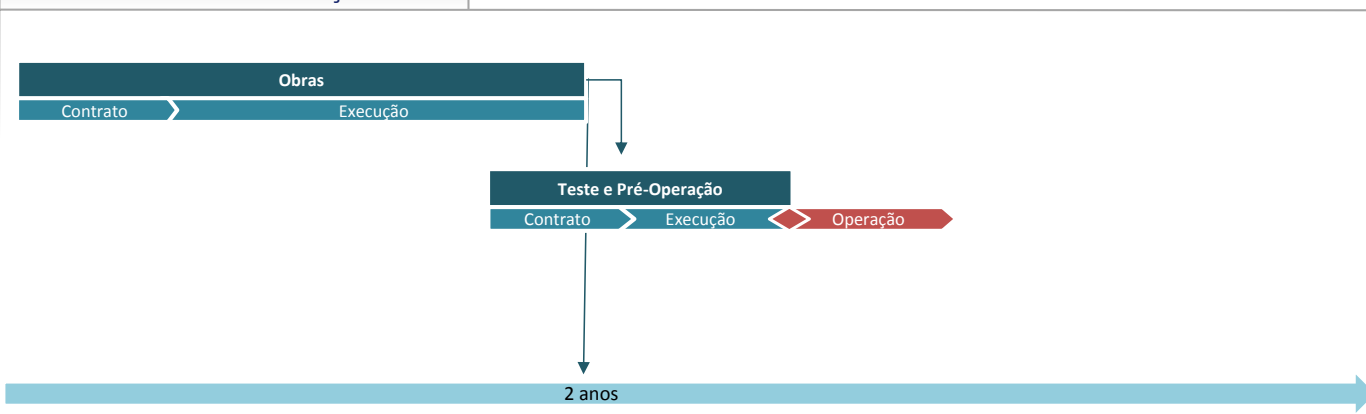 Obras
Contrato Execução
Teste e Pré-Operação
Contrato Execução Operação
2 anos